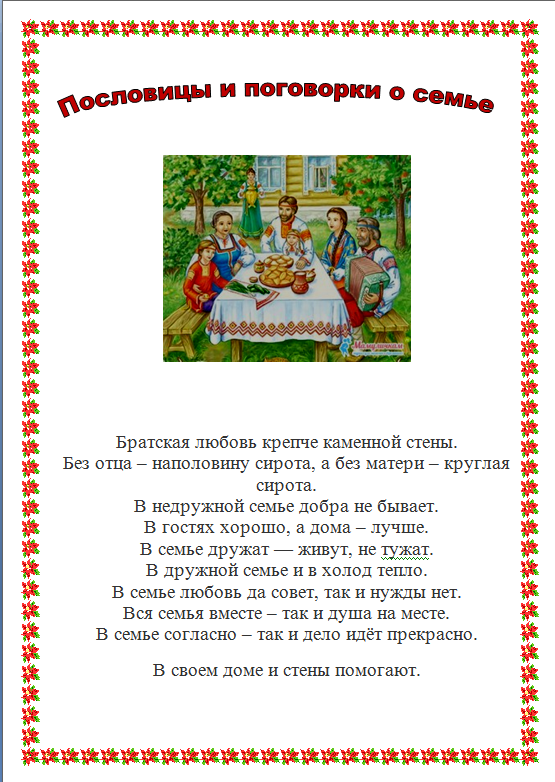 Пословицы и поговорки о семье
Мамулечкам
Братская любовь крепче каменной стены.
Без отца – наполовину сирота, а без матери – круглая
сирота.
В недружной семье добра не бывает.
В гостях хорошо, а дома – лучше.
В семье дружат — живут, не тужат.
В дружной семье и в холод тепло.
В семье любовь да совет, так и нужды нет.
Вся семья вместе – так и душа на месте.
В семье согласно – так и дело идёт прекрасно.
В своем доме и стены помогают.